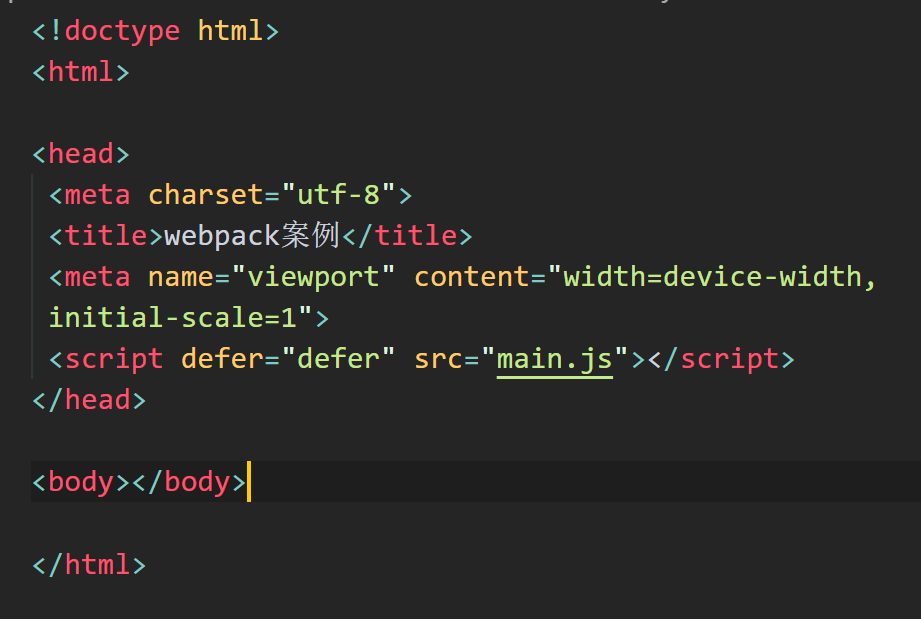 <!doctype html>
<html>
<head>
<meta charset="utf-8">
<title>webpack案例</title>
<meta name="viewport" content="width=device-width,
initial-scale=1">
<script defer="defer" src="main.js"></script>
</head>
<body></body>
</html>